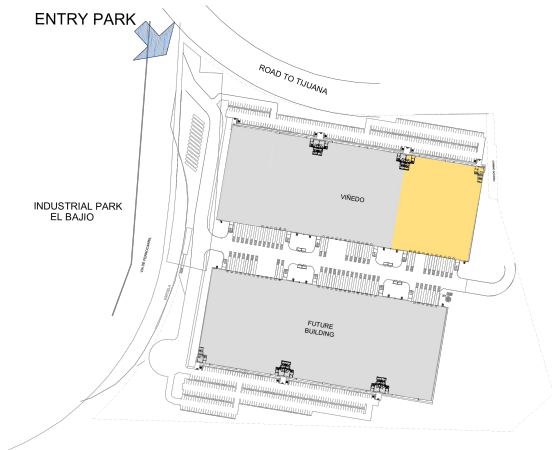 ENTRY PARK
ROAD TO TIJUANA
INDUSTRIAL PARK
EL BAJIO
VIÑEDO
FUTURE
BUILDING